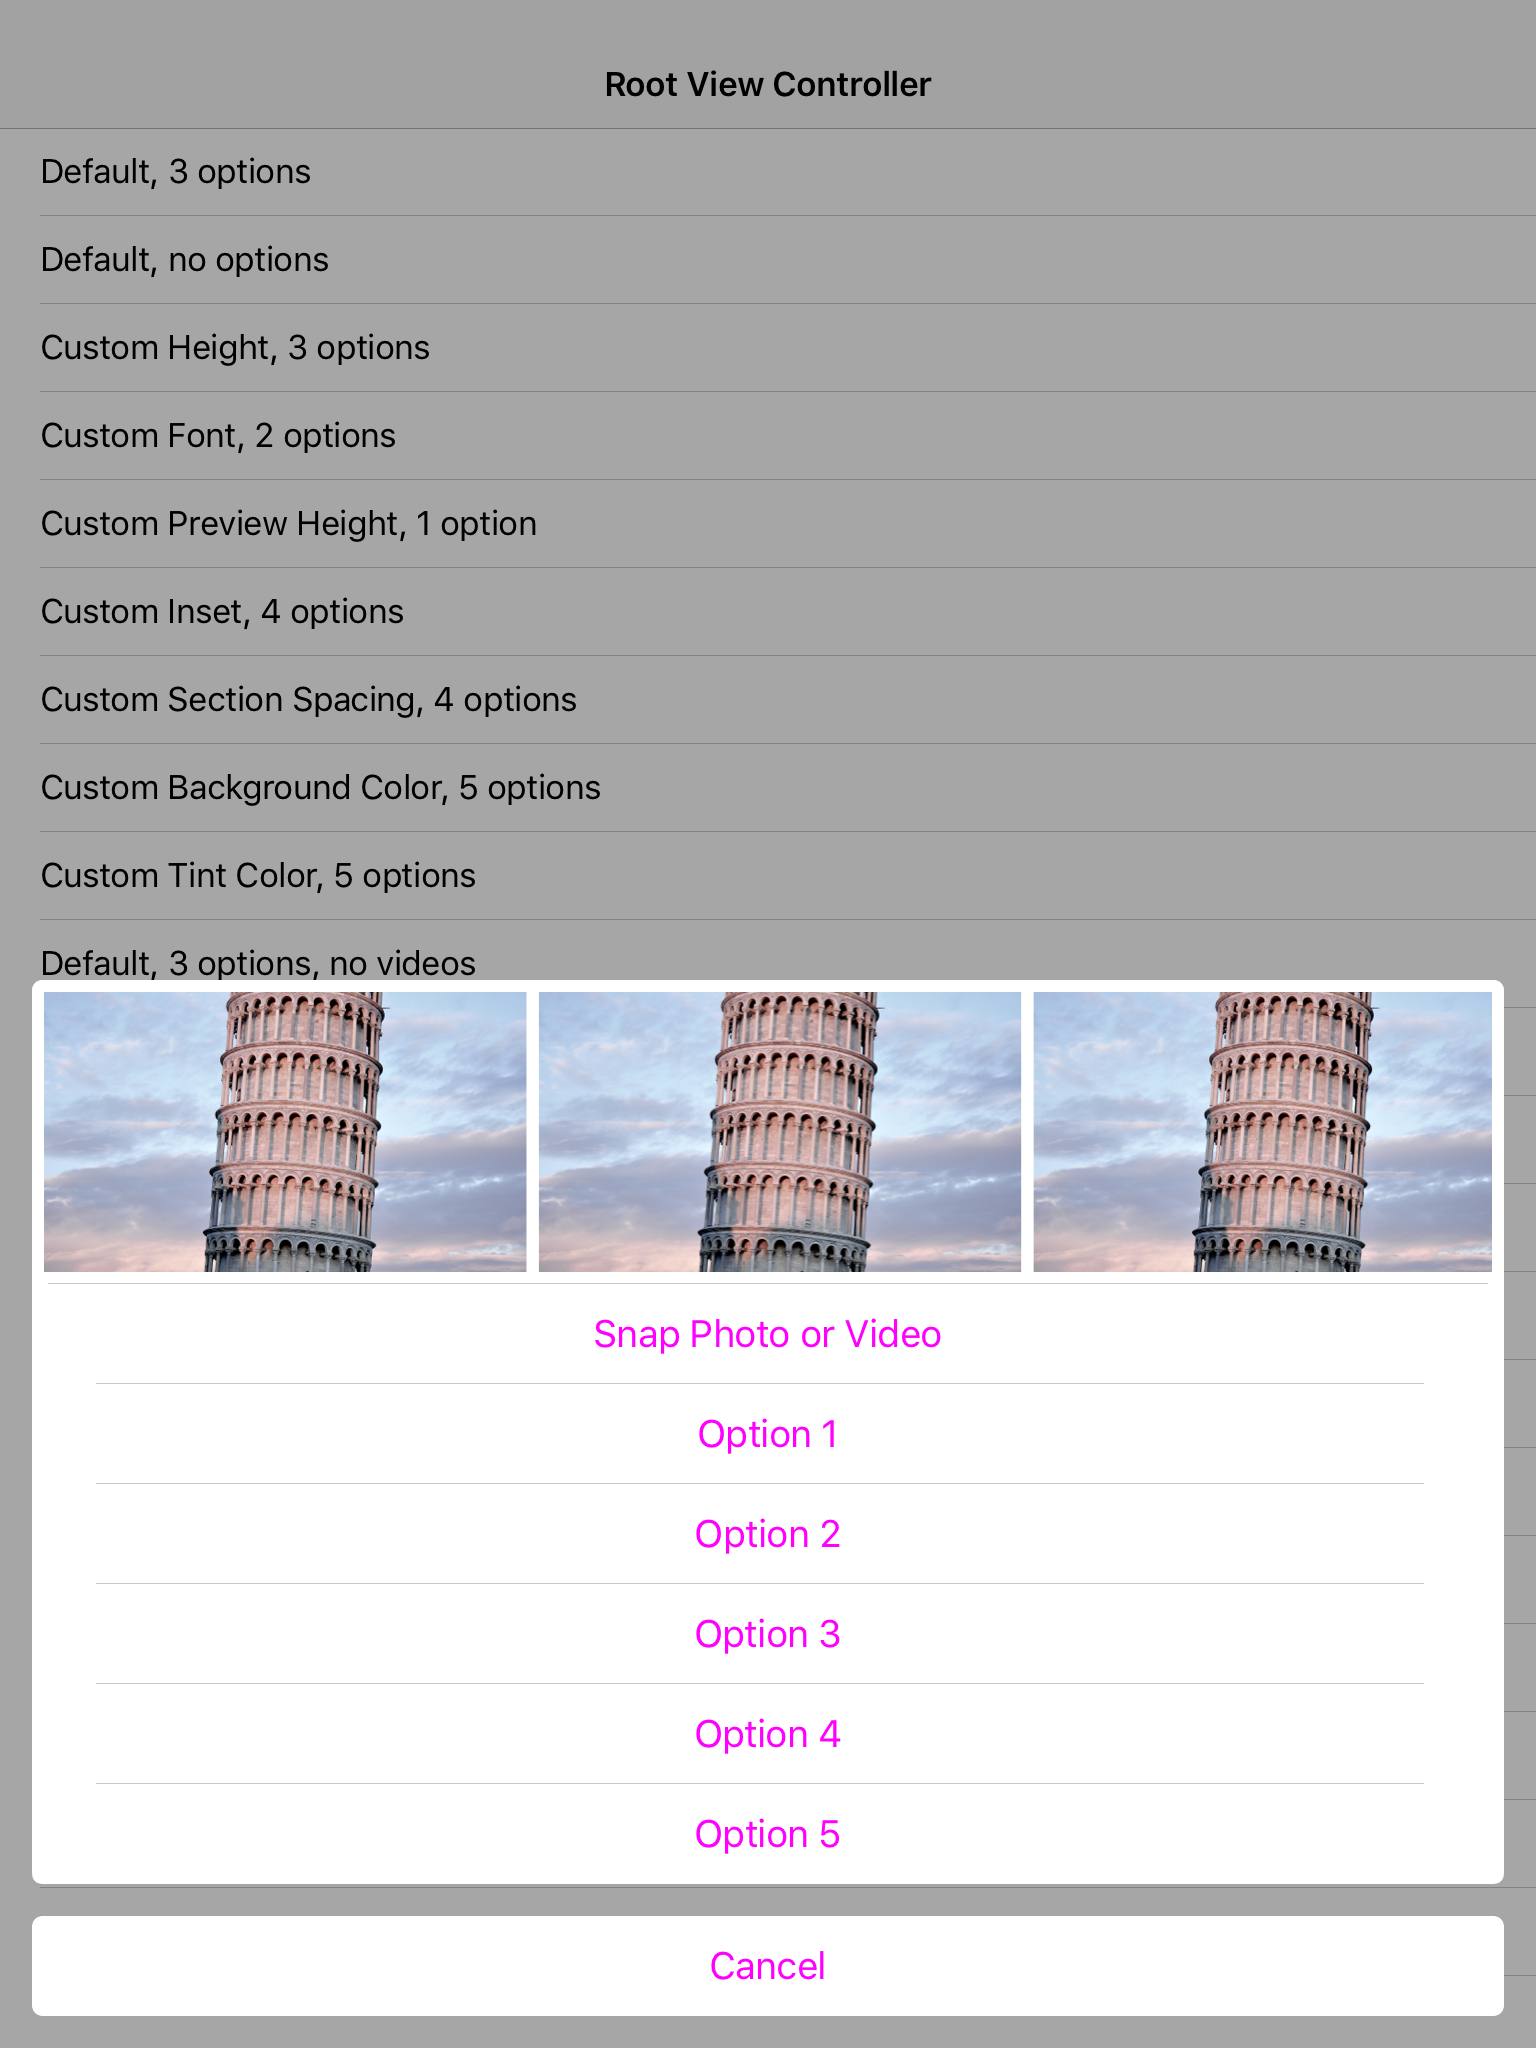 Root View Controller
Default, 3 options
Default, no options
Custom Height, 3 options
Custom Font, 2 options
Custom Preview Height, 1 option
Custom Inset, 4 options
Custom Section Spacing, 4 options
Custom Background Color, 5 options
Custom Tint Color, 5 options
Default, 3 options, no videos
Snap Photo or Video
Option 1
Option 2
Option 3
Option 4
Option 5
Cancel